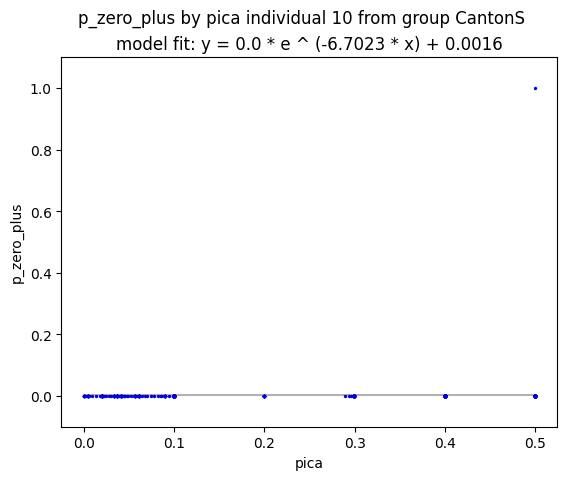 p_zero_plus by pica individual 10 from group CantonS
model fit: y = 0.0 * e ^ (-6.7023 * x) + 0.0016
1.0
0.8
0.6
0.4
0.2
0.0
p_zero_plus
0.0 0.1 0.2 0.3 0.4 0.5
pica